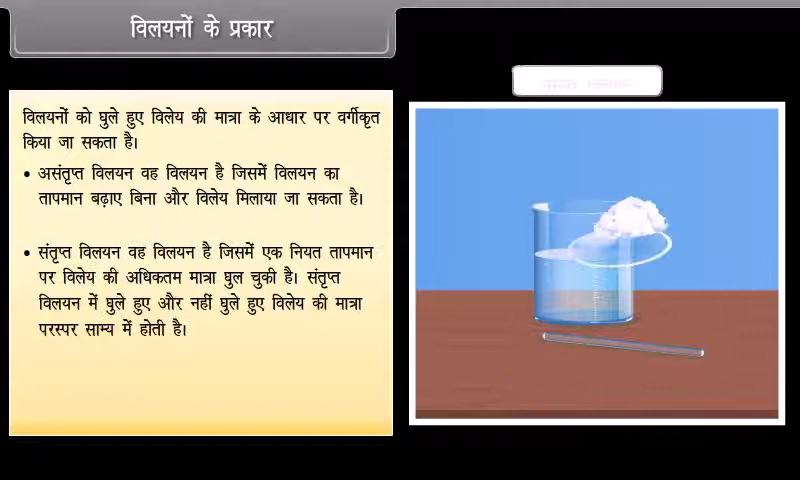 विलयनों के प्रकार
विलयनों को घुले हुए विलेय की मात्रा के आधार पर वर्गीकृत
किया जा सकता है।
• असंतृप्त विलयन वह विलयन है जिसमें विलयन का
तापमान बढ़ाए बिना और विलेय मिलाया जा सकता है।
• संतृप्त विलयन वह विलयन है जिसमें एक नियत तापमान
पर विलेय की अधिकतम मात्रा घुल चुकी है। संतृप्त
विलयन में घुले हुए और नहीं घुले हुए विलेय की मात्रा
परस्पर साम्य में होती है।